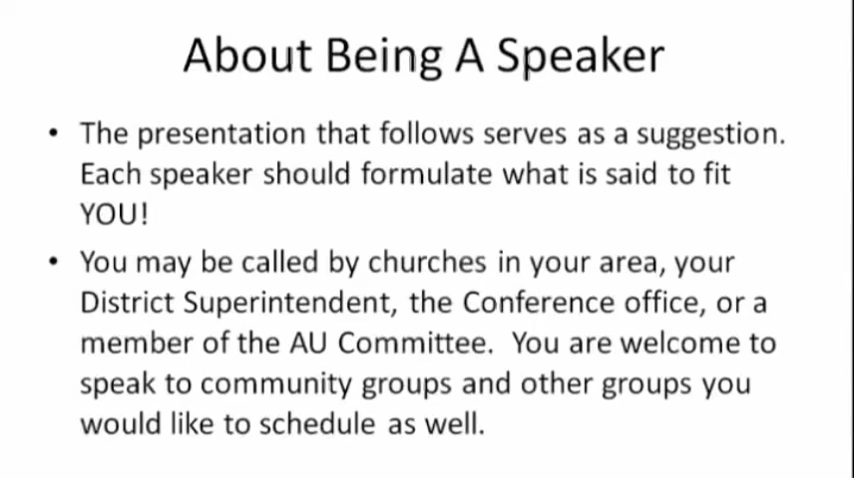 About Being A Speaker
• The presentation that follows serves as a suggestion.
Each speaker should formulate what is said to fit
YOU!
• You may be called by churches in your area, your
District Superintendent, the Conference office, or a
member of the AU Committee.  You are welcome to
speak to community groups and other groups you
would like to schedule as well.